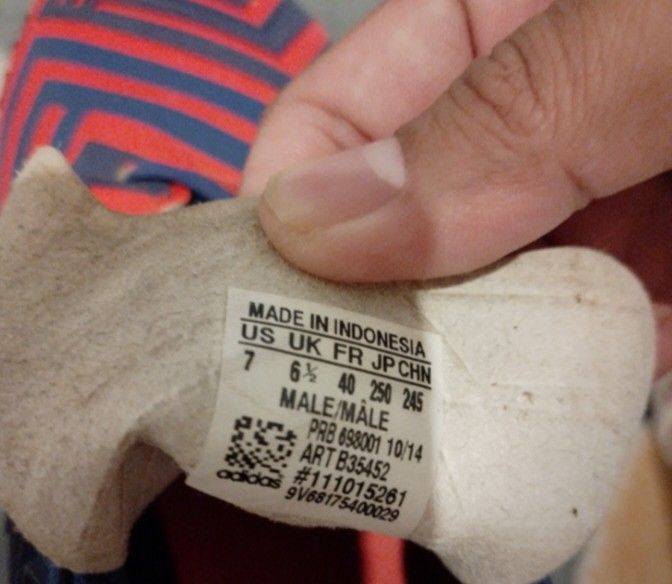 MADE IN INDONESIA
US UK FR JP CHN
7 6½ 40 250 245
MALE/MÂLE
PRB 698001 10/14
ART B35452
#111015261
9V68175400029
adidas